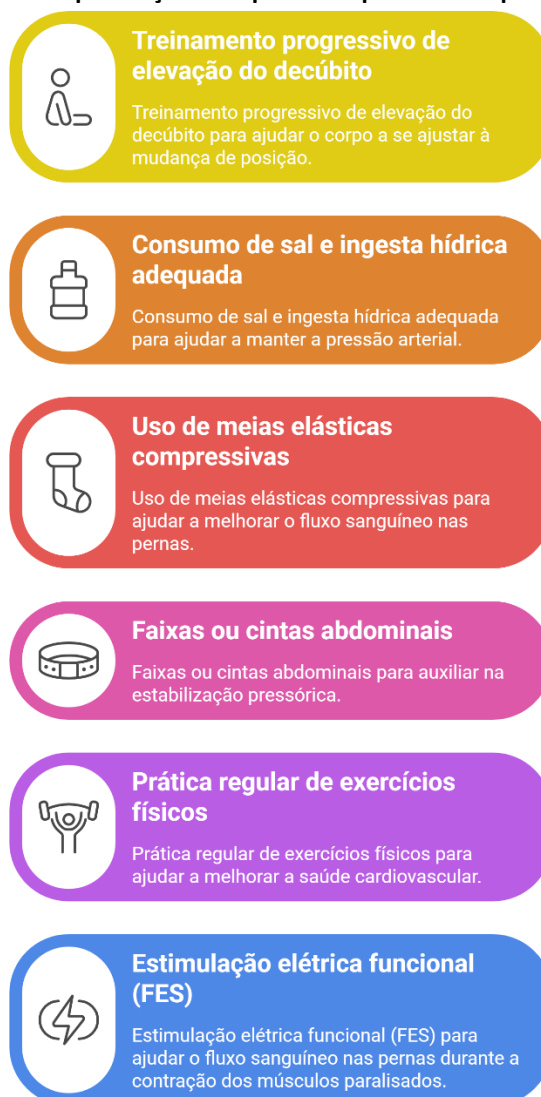 Treinamento progressivo de
elevação do decúbito
Treinamento progressivo de elevação do
decúbito para ajudar o corpo a se ajustar à
mudança de posição.
Consumo de sal e ingesta hídrica
adequada
Consumo de sal e ingesta hídrica adequada
para ajudar a manter a pressão arterial.
Uso de meias elásticas
compressivas
Uso de meias elásticas compressivas para
ajudar a melhorar o fluxo sanguíneo nas
pernas.
Faixas ou cintas abdominais
Faixas ou cintas abdominais para auxiliar na
estabilização pressórica.
Prática regular de exercícios
físicos
Prática regular de exercícios físicos para
ajudar a melhorar a saúde cardiovascular.
Estimulação elétrica funcional
(FES)
Estimulação elétrica funcional (FES) para
ajudar o fluxo sanguíneo nas pernas durante a
contração dos músculos paralisados.